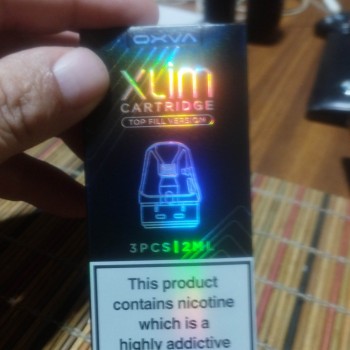 OXVA
XLIM
CARTRIDGE
TOP FILL VERSION
3PCS|2ML
This product
contains nicotine
which is a
highly addictive